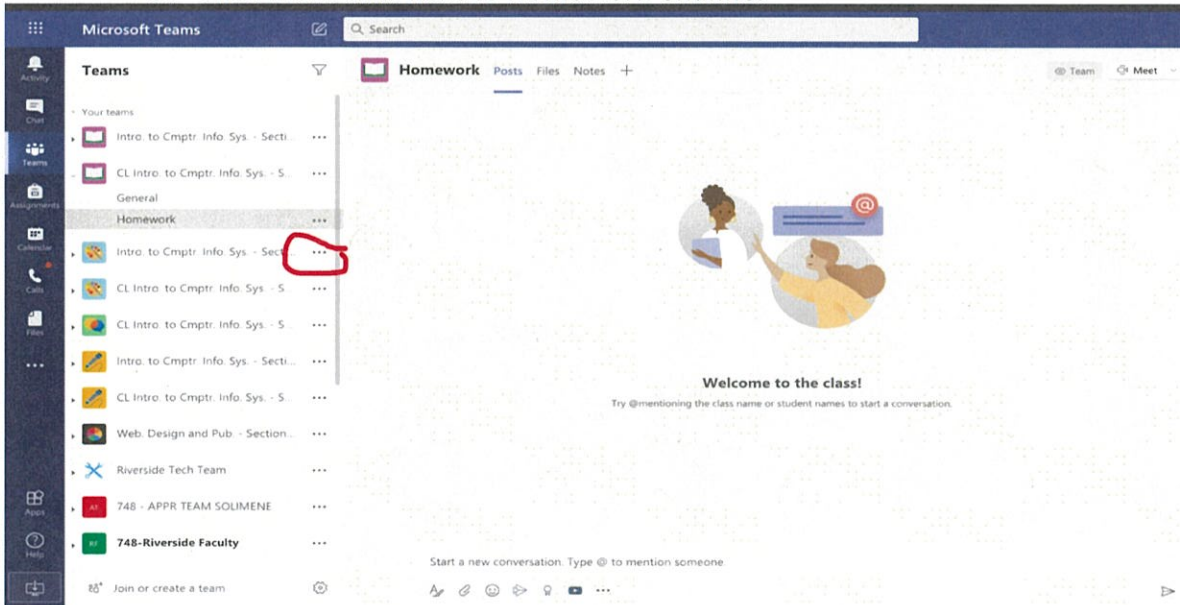 Microsoft Teams
Search
Activity
Chat
Teams
Assignments
Calendar
Calls
Files
Apps
Help
Teams
Your teams
Intro. to Cmptr. Info. Sys. - Secti...
CL Intro. to Cmptr. Info. Sys. - S...
General
Homework
Intro. to Cmptr. Info. Sys. - Sect
CL Intro. to Cmptr. Info. Sys. - S...
CL Intro. to Cmptr. Info. Sys. - S...
Intro. to Cmptr. Info. Sys. - Secti...
CL Intro. to Cmptr. Info. Sys. - S...
Web. Design and Pub. - Section...
Riverside Tech Team
AT 748 - APPR TEAM SOLIMENE
RF 748-Riverside Faculty
Join or create a team
Homework Posts Files Notes +
Team Meet
@
Welcome to the class!
Try @mentioning the class name or student names to start a conversation.
Start a new conversation. Type @ to mention someone.